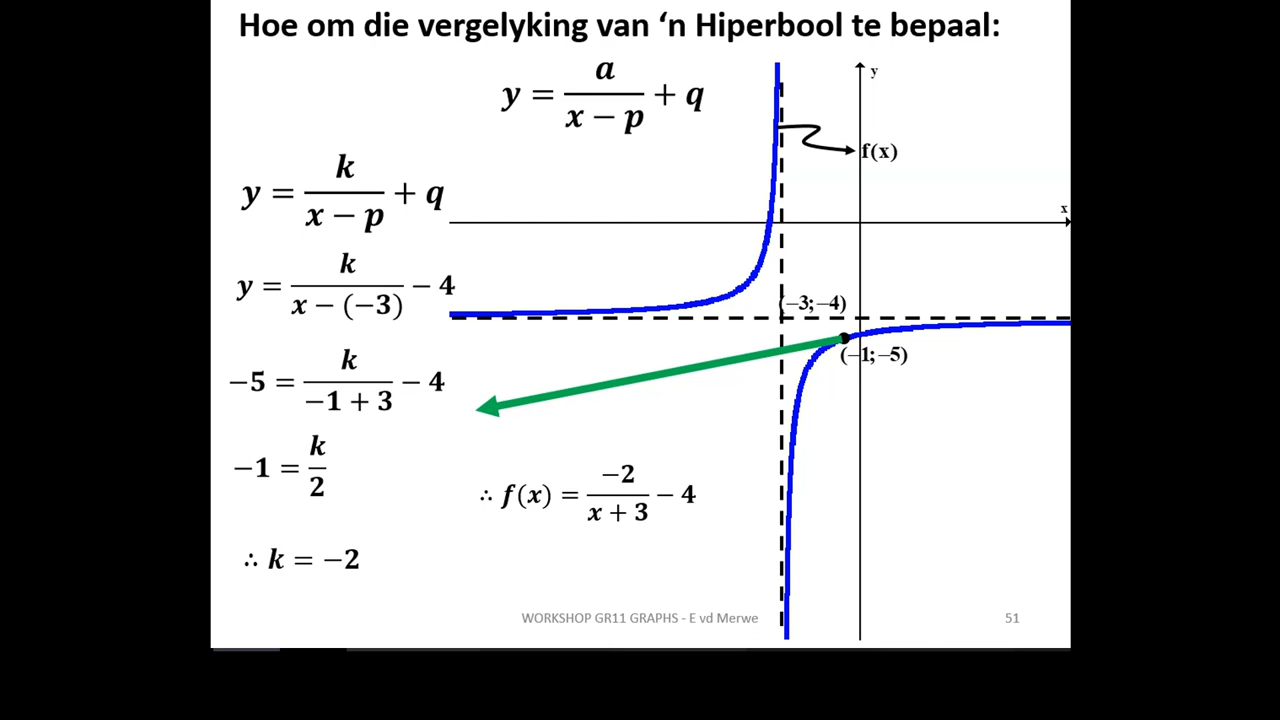 Hoe om die vergelyking van ‘n Hiperbool te bepaal:
y = a/(x − p) + q
y = k/(x − p) + q
y = k/(x − (−3)) − 4
−5 = k/(−1 + 3) − 4
−1 = k/2
∴ k = −2
∴ f(x) = −2/(x + 3) − 4
y
f(x)
x
(−3;−4)
(−1;−5)
WORKSHOP GR11 GRAPHS - E vd Merwe
51